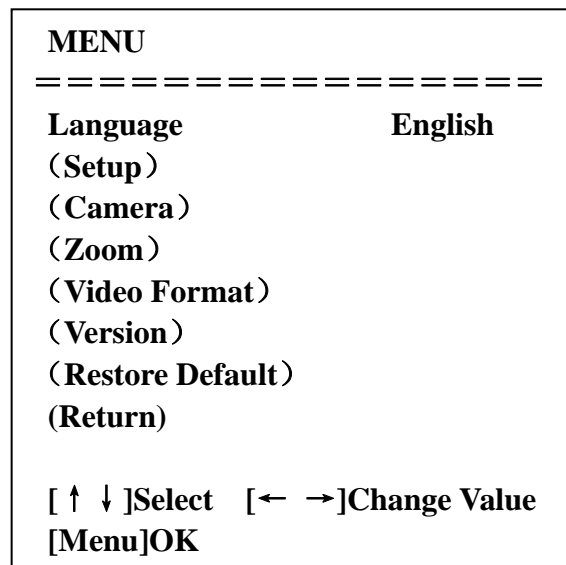 MENU
=================
Language English
（Setup）
（Camera）
（Zoom）
（Video Format）
（Version）
（Restore Default）
(Return)
[↑ ↓]Select [← →]Change Value
[Menu]OK